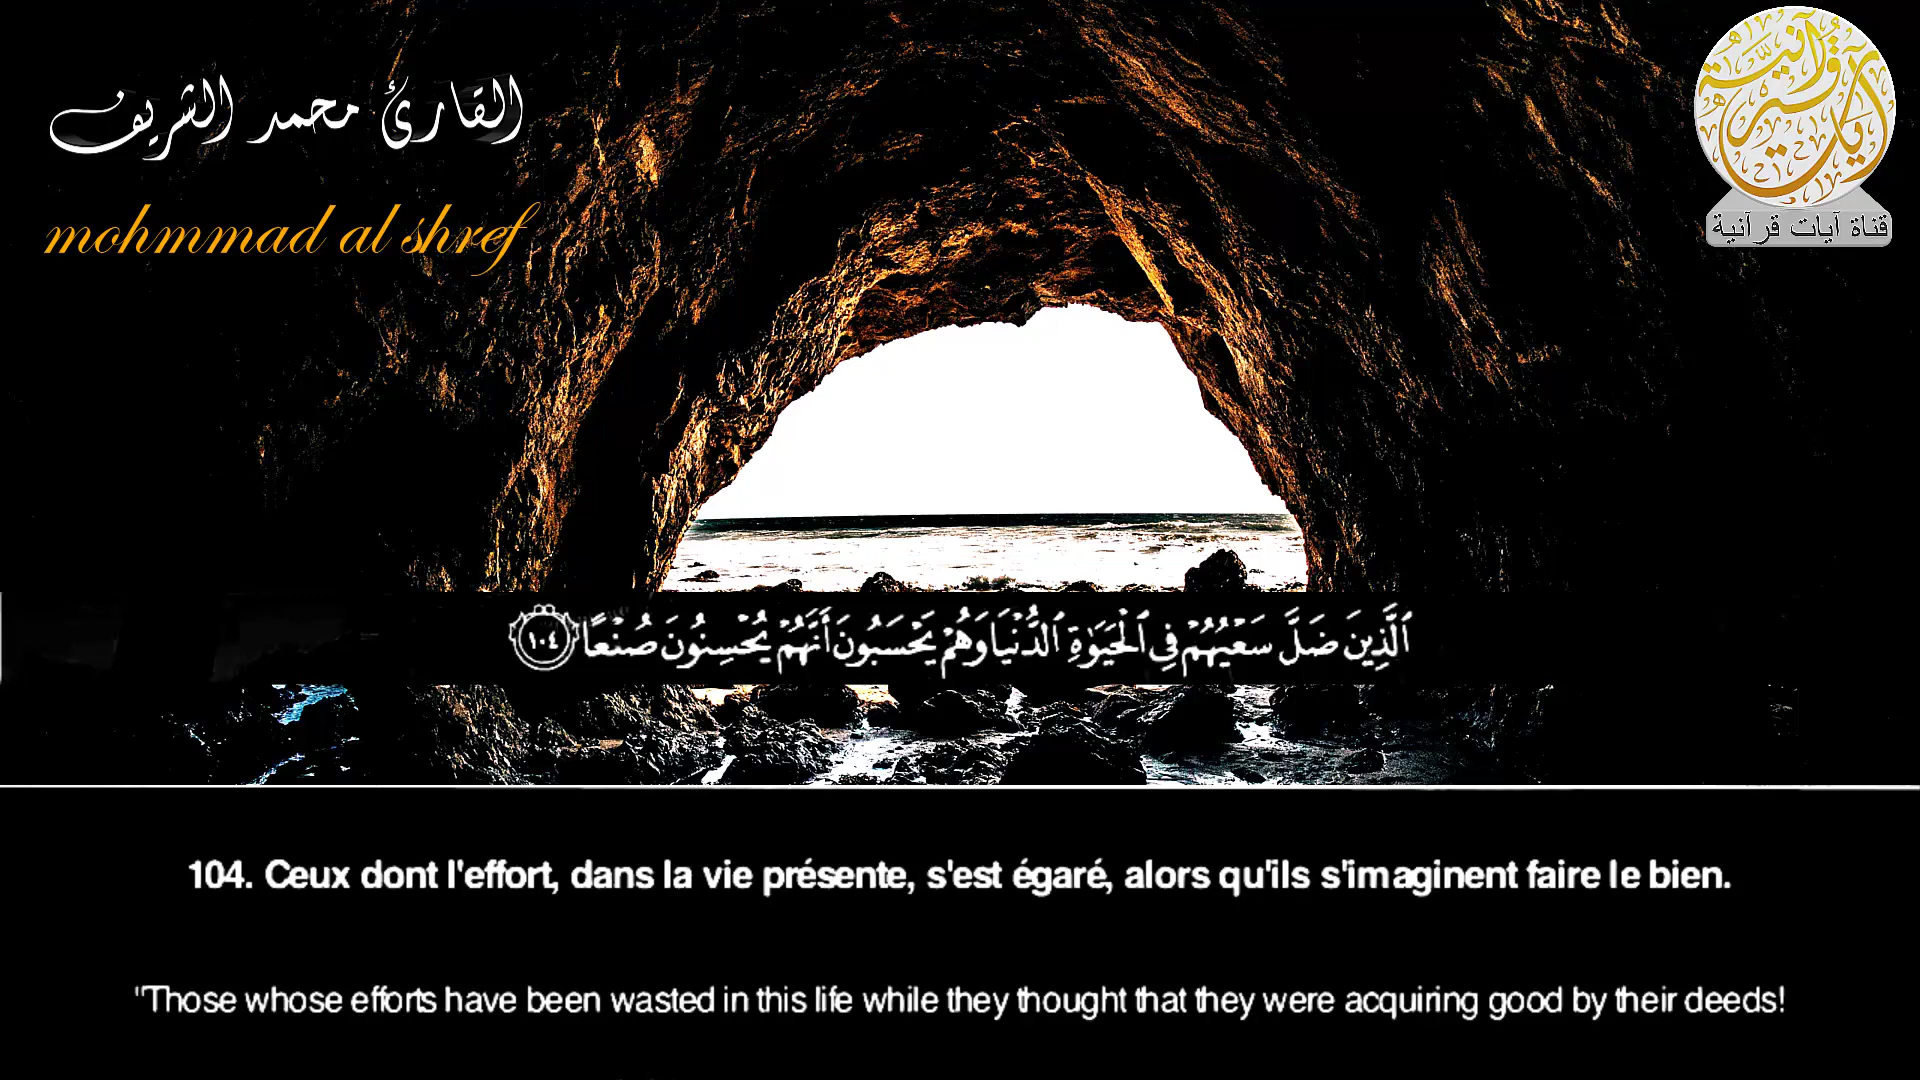 القارئ محمد الشريف
mohmmad al shref
آيات قرآنية
قناة آيات قرآنية
ٱلَّذِينَ ضَلَّ سَعْيُهُمْ فِي ٱلْحَيَوٰةِ ٱلدُّنْيَا وَهُمْ يَحْسَبُونَ أَنَّهُمْ يُحْسِنُونَ صُنْعًا ١٠٤
104. Ceux dont l'effort, dans la vie présente, s'est égaré, alors qu'ils s'imaginent faire le bien.
"Those whose efforts have been wasted in this life while they thought that they were acquiring good by their deeds!